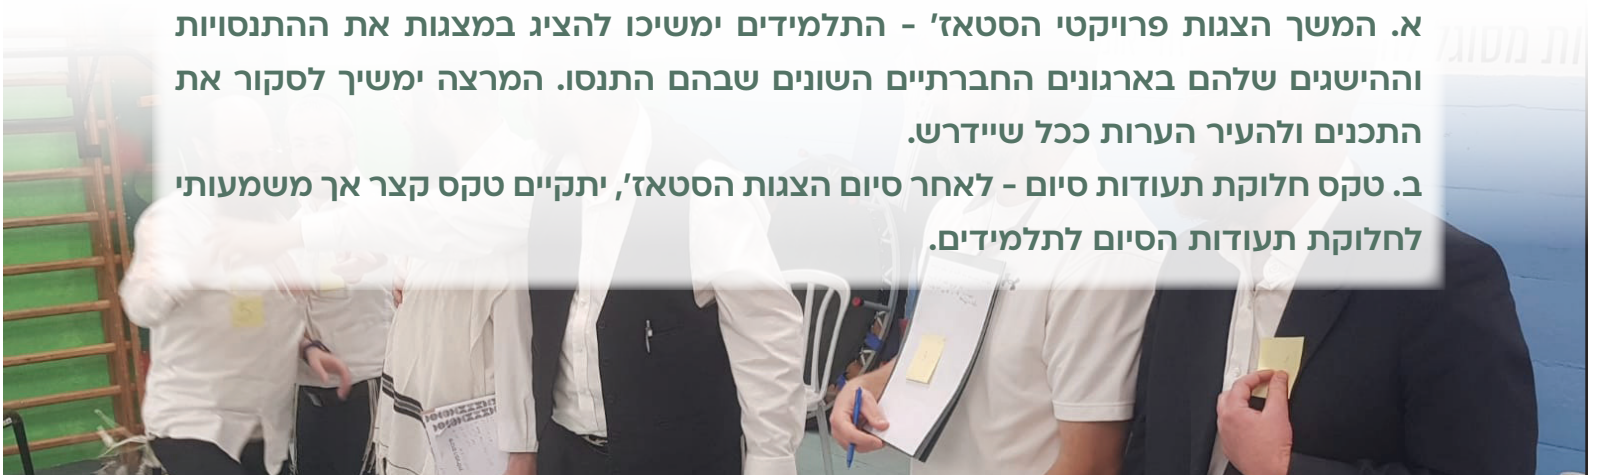 א. המשך הצגות פרויקטי הסטאז' - התלמידים ימשיכו להציג במצגות את ההתנסויות
וההישגים שלהם בארגונים החברתיים השונים שבהם התנסו. המרצה ימשיך לסקור את
התכנים ולהעיר הערות ככל שיידרש.
ב. טקס חלוקת תעודות סיום - לאחר סיום הצגות הסטאז', יתקיים טקס קצר אך משמעותי
לחלוקת תעודות הסיום לתלמידים.